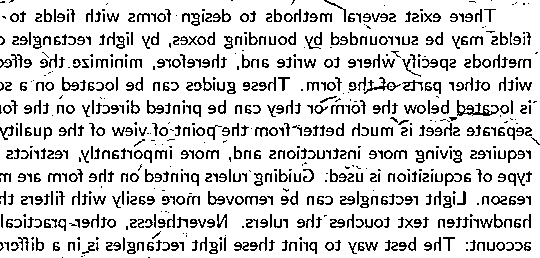 There exist several methods to design forms with fields to-
fields may be surrounded by bounding boxes, by light rectangles o
methods specify where to write and, therefore, minimize the effec
with other parts of the form. These guides can be located on a s
is located below the form or they can be printed directly on the fo
separate sheet is much better from the point of view of the quality
requires giving more instructions and, more importantly, restricts
type of acquisition is used. Guiding rulers printed on the form are m
reason. Light rectangles can be removed more easily with filters th
handwritten text touches the rulers. Nevertheless, other practical
account: The best way to print these light rectangles is in a differe